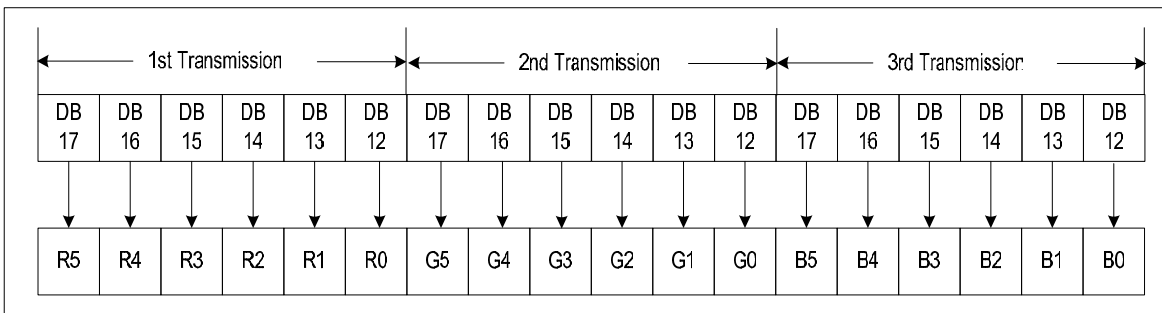 1st Transmission 2nd Transmission 3rd Transmission
DB 17 DB 16 DB 15 DB 14 DB 13 DB 12 DB 17 DB 16 DB 15 DB 14 DB 13 DB 12 DB 17 DB 16 DB 15 DB 14 DB 13 DB 12
R5 R4 R3 R2 R1 R0 G5 G4 G3 G2 G1 G0 B5 B4 B3 B2 B1 B0